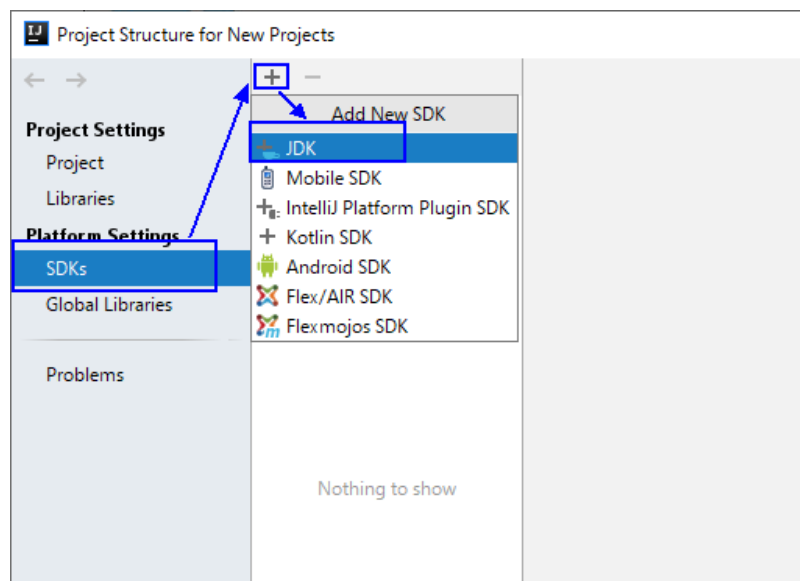 IJ
Project Structure for New Projects
Project Settings
Project
Libraries
Platform Settings
SDKs
Global Libraries
Problems
Add New SDK
JDK
Mobile SDK
IntelliJ Platform Plugin SDK
Kotlin SDK
Android SDK
Flex/AIR SDK
Flexmojos SDK
Nothing to show